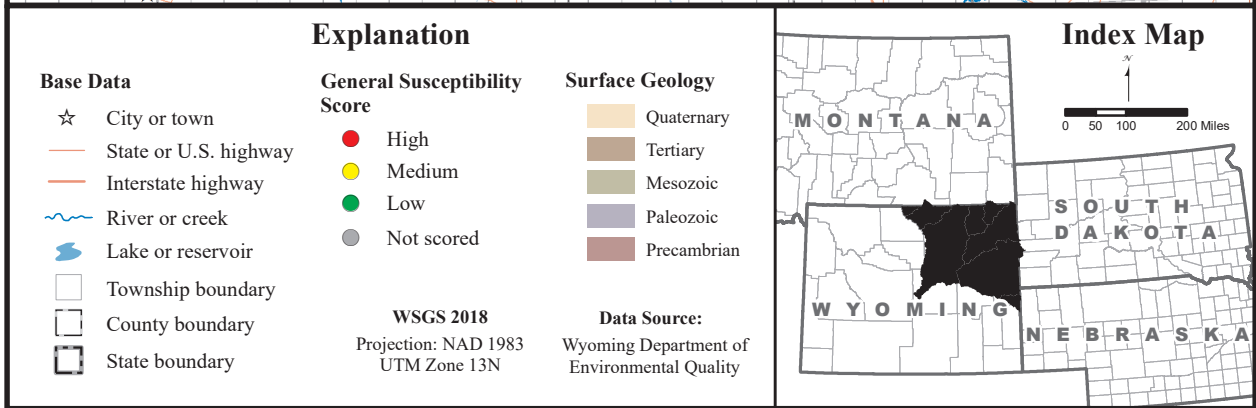 Explanation
Base Data
City or town
State or U.S. highway
Interstate highway
River or creek
Lake or reservoir
Township boundary
County boundary
State boundary
General Susceptibility
Score
High
Medium
Low
Not scored
WSGS 2018
Projection: NAD 1983
UTM Zone 13N
Surface Geology
Quaternary
Tertiary
Mesozoic
Paleozoic
Precambrian
Data Source:
Wyoming Department of
Environmental Quality
Index Map
N
0 50 100 200 Miles
MONTANA
SOUTH
DAKOTA
WYOMING
NEBRASKA